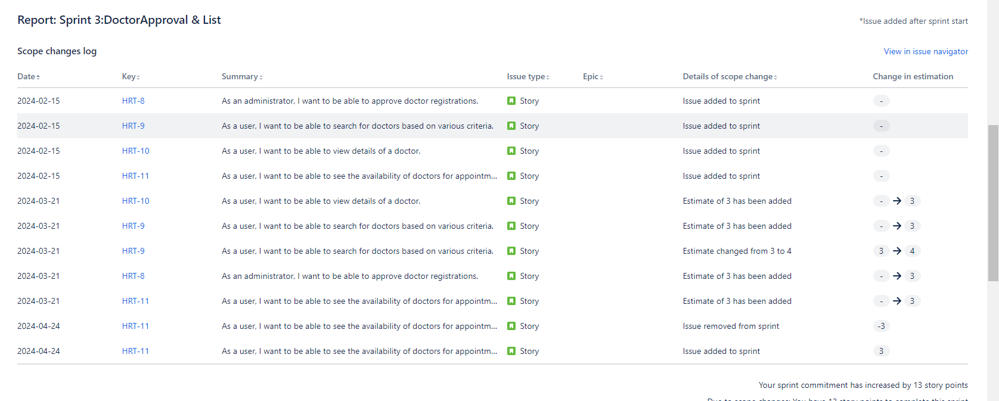 Report: Sprint 3:DoctorApproval & List
*Issue added after sprint start
Scope changes log
View in issue navigator
Date Key Summary Issue type Epic Details of scope change Change in estimation
2024-02-15 HRT-8 As an administrator, I want to be able to approve doctor registrations. Story Issue added to sprint -
2024-02-15 HRT-9 As a user, I want to be able to search for doctors based on various criteria. Story Issue added to sprint -
2024-02-15 HRT-10 As a user, I want to be able to view details of a doctor. Story Issue added to sprint -
2024-02-15 HRT-11 As a user, I want to be able to see the availability of doctors for appointm... Story Issue added to sprint -
2024-03-21 HRT-10 As a user, I want to be able to view details of a doctor. Story Estimate of 3 has been added - → 3
2024-03-21 HRT-9 As a user, I want to be able to search for doctors based on various criteria. Story Estimate of 3 has been added - → 3
2024-03-21 HRT-9 As a user, I want to be able to search for doctors based on various criteria. Story Estimate changed from 3 to 4 3 → 4
2024-03-21 HRT-8 As an administrator, I want to be able to approve doctor registrations. Story Estimate of 3 has been added - → 3
2024-03-21 HRT-11 As a user, I want to be able to see the availability of doctors for appointm... Story Estimate of 3 has been added - → 3
2024-04-24 HRT-11 As a user, I want to be able to see the availability of doctors for appointm... Story Issue removed from sprint -3
2024-04-24 HRT-11 As a user, I want to be able to see the availability of doctors for appointm... Story Issue added to sprint 3
Your sprint commitment has increased by 13 story points
Due to scope changes: You have 13 story points to complete this sprint